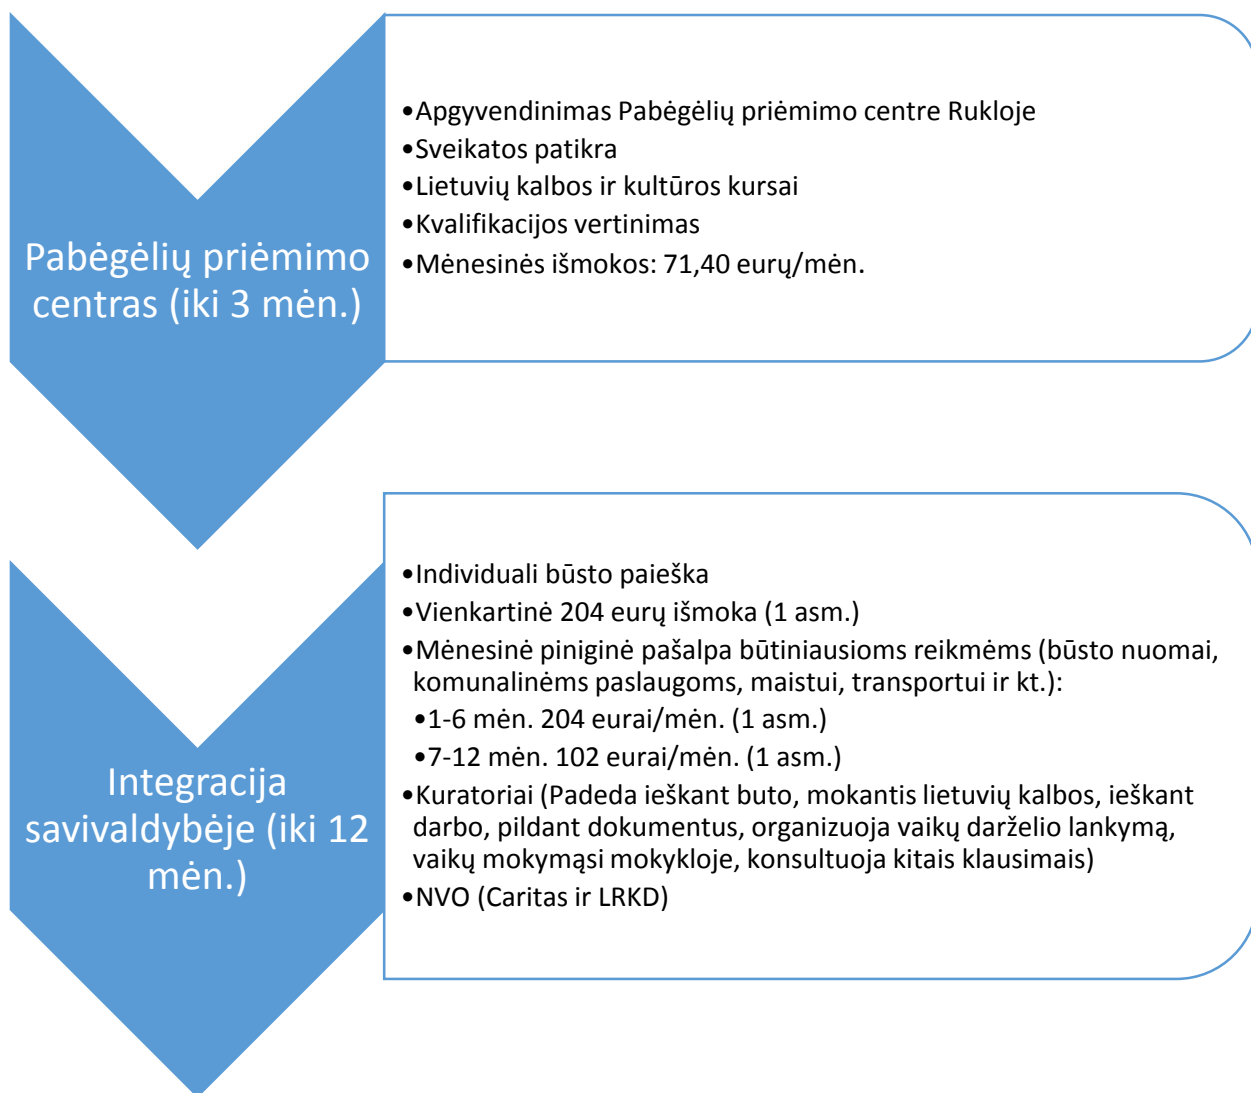 Pabėgėlių priėmimo
centras (iki 3 mėn.)
•Apgyvendinimas Pabėgėlių priėmimo centre Rukloje
•Sveikatos patikra
•Lietuvių kalbos ir kultūros kursai
•Kvalifikacijos vertinimas
•Mėnesinės išmokos: 71,40 eurų/mėn.
Integracija
savivaldybėje (iki 12
mėn.)
•Individuali būsto paieška
•Vienkartinė 204 eurų išmoka (1 asm.)
•Mėnesinė piniginė pašalpa būtiniausioms reikmėms (būsto nuomai,
komunalinėms paslaugoms, maistui, transportui ir kt.):
•1-6 mėn. 204 eurai/mėn. (1 asm.)
•7-12 mėn. 102 eurai/mėn. (1 asm.)
•Kuratoriai (Padeda ieškant buto, mokantis lietuvių kalbos, ieškant
darbo, pildant dokumentus, organizuoja vaikų darželio lankymą,
vaikų mokymąsi mokykloje, konsultuoja kitais klausimais)
•NVO (Caritas ir LRKD)